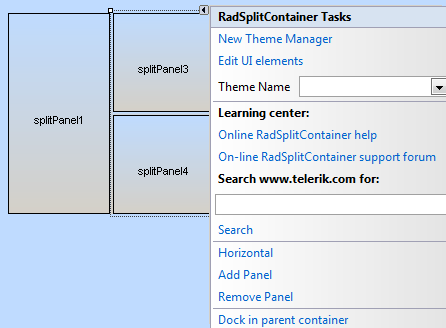 splitPanel1
splitPanel3
splitPanel4
RadSplitContainer Tasks
New Theme Manager
Edit UI elements
Theme Name
Learning center:
Online RadSplitContainer help
On-line RadSplitContainer support forum
Search www.telerik.com for:
Search
Horizontal
Add Panel
Remove Panel
Dock in parent container